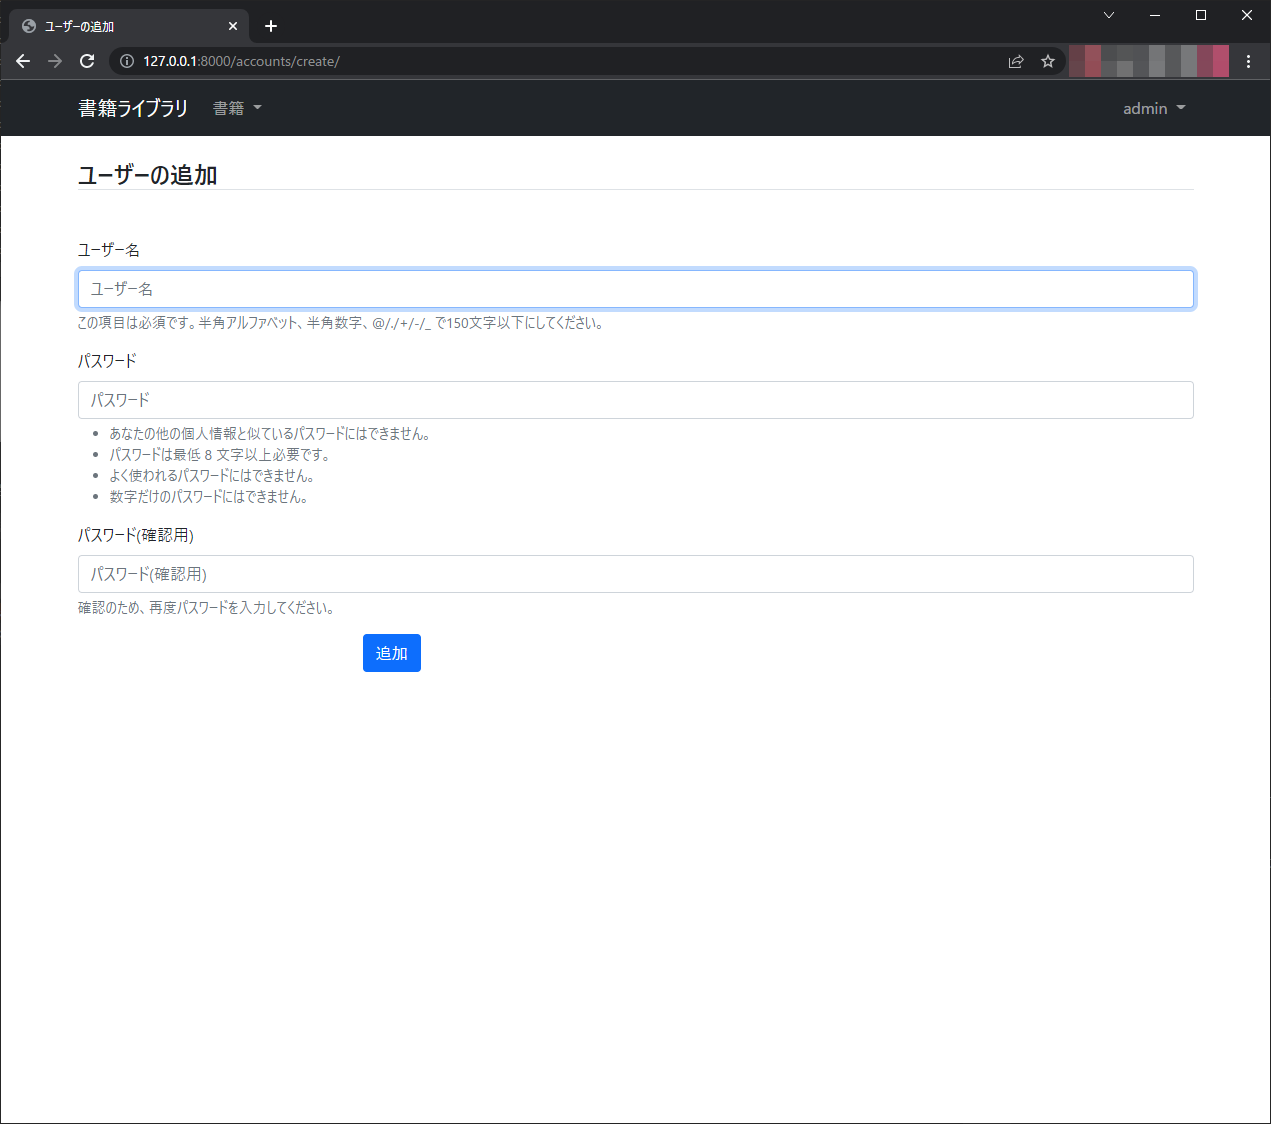 ユーザーの追加
127.0.0.1:8000/accounts/create/
書籍ライブラリ 書籍 admin
ユーザーの追加
ユーザー名
ユーザー名
この項目は必須です。半角アルファベット、半角数字、@/./+/-/_ で150文字以下にしてください。
パスワード
パスワード
あなたの他の個人情報と似ているパスワードにはできません。
パスワードは最低 8 文字以上必要です。
よく使われるパスワードにはできません。
数字だけのパスワードにはできません。
パスワード(確認用)
パスワード(確認用)
確認のため、再度パスワードを入力してください。
追加